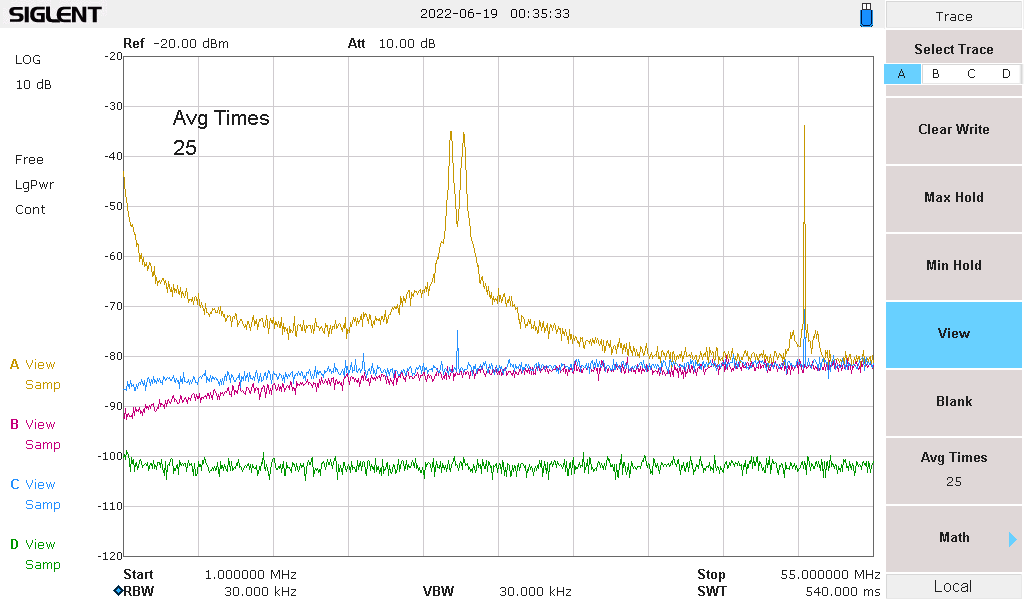 SIGLENT 2022-06-19 00:35:33 Trace
Ref -20.00 dBm Att 10.00 dB
Select Trace
A B C D
LOG
10 dB
Free
LgPwr
Cont
A View
Samp
B View
Samp
C View
Samp
D View
Samp
-20
-30
-40
-50
-60
-70
-80
-90
-100
-110
-120
Avg Times
25
Clear Write
Max Hold
Min Hold
View
Blank
Avg Times
25
Math
Local
Start 1.000000 MHz Stop 55.000000 MHz
RBW 30.000 kHz VBW 30.000 kHz SWT 540.000 ms